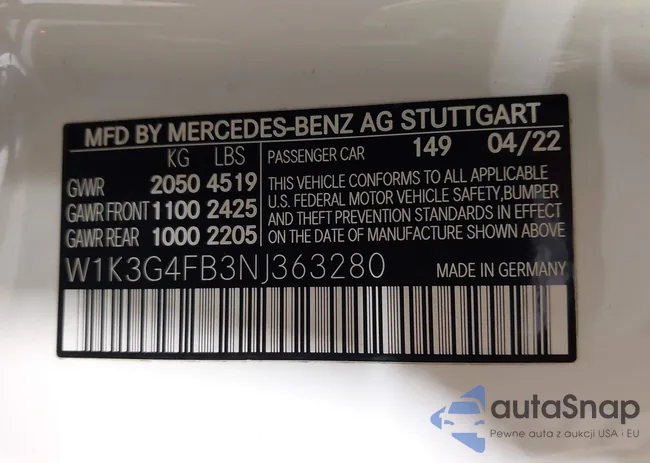 MFD BY MERCEDES-BENZ AG STUTTGART
KG LBS PASSENGER CAR 149 04/22
GVWR 2050 4519 THIS VEHICLE CONFORMS TO ALL APPLICABLE
U.S. FEDERAL MOTOR VEHICLE SAFETY,BUMPER
GAWR FRONT 1100 2425 AND THEFT PREVENTION STANDARDS IN EFFECT
GAWR REAR 1000 2205 ON THE DATE OF MANUFACTURE SHOWN ABOVE.
W1K3G4FB3NJ363280 MADE IN GERMANY
autaSnap
Pewne auta z aukcji USA i EU